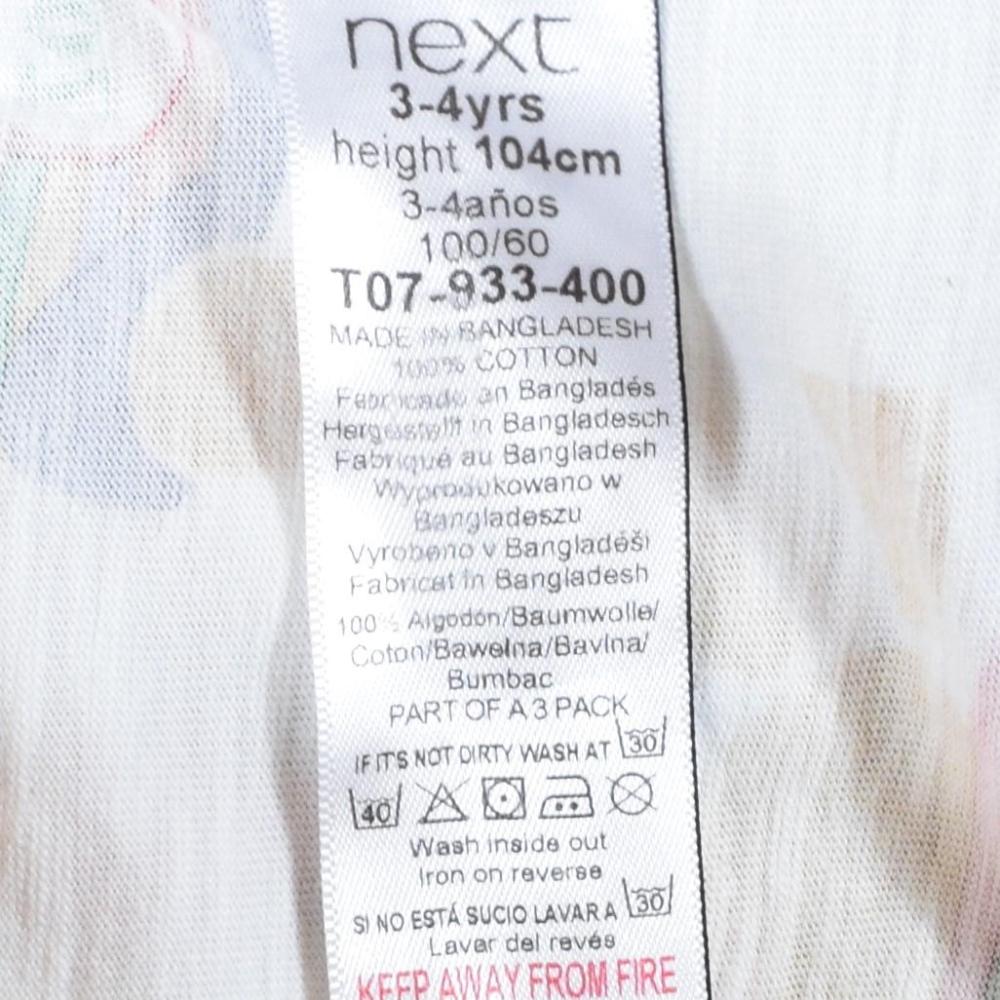 next
3-4yrs
height 104cm
3-4años
100/60
T07-933-400
MADE IN BANGLADESH
100% COTTON
Fabricado en Bangladés
Hergestellt in Bangladesch
Fabriqué au Bangladesh
Wyprodukowano w
Bangladeszu
Vyrobeno v Bangladéši
Fabricat in Bangladesh
100% Algodón/Baumwolle/
Coton/Bawełna/Bavlna/
Bumbac
PART OF A 3 PACK
IF IT'S NOT DIRTY WASH AT 30
40
Wash inside out
Iron on reverse
SI NO ESTÁ SUCIO LAVAR A 30
Lavar del revés
KEEP AWAY FROM FIRE